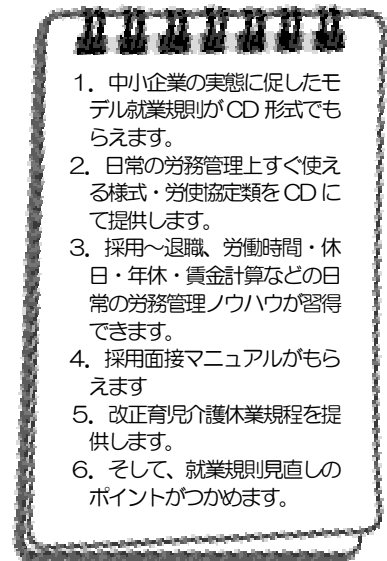 1．中小企業の実態に促したモ
デル就業規則がCD 形式でも
らえます。
2．日常の労務管理上すぐ使え
る様式・労使協定類をCD に
て提供します。
3．採用～退職、労働時間・休
日・年休・賃金計算などの日
常の労務管理ノウハウが習得
できます。
4．採用面接マニュアルがもら
えます
5．改正育児介護休業規程を提
供します。
6．そして、就業規則見直しの
ポイントがつかめます。